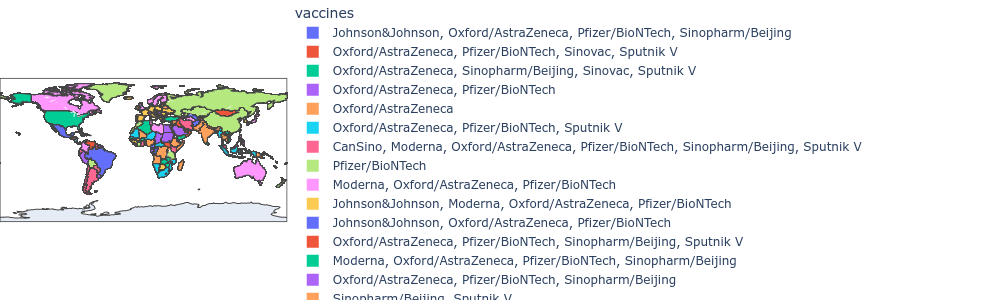 vaccines
Johnson&Johnson, Oxford/AstraZeneca, Pfizer/BioNTech, Sinopharm/Beijing
Oxford/AstraZeneca, Pfizer/BioNTech, Sinovac, Sputnik V
Oxford/AstraZeneca, Sinopharm/Beijing, Sinovac, Sputnik V
Oxford/AstraZeneca, Pfizer/BioNTech
Oxford/AstraZeneca
Oxford/AstraZeneca, Pfizer/BioNTech, Sputnik V
CanSino, Moderna, Oxford/AstraZeneca, Pfizer/BioNTech, Sinopharm/Beijing, Sputnik V
Pfizer/BioNTech
Moderna, Oxford/AstraZeneca, Pfizer/BioNTech
Johnson&Johnson, Moderna, Oxford/AstraZeneca, Pfizer/BioNTech
Johnson&Johnson, Oxford/AstraZeneca, Pfizer/BioNTech
Oxford/AstraZeneca, Pfizer/BioNTech, Sinopharm/Beijing, Sputnik V
Moderna, Oxford/AstraZeneca, Pfizer/BioNTech, Sinopharm/Beijing
Oxford/AstraZeneca, Pfizer/BioNTech, Sinopharm/Beijing
Sinopharm/Beijing, Sputnik V